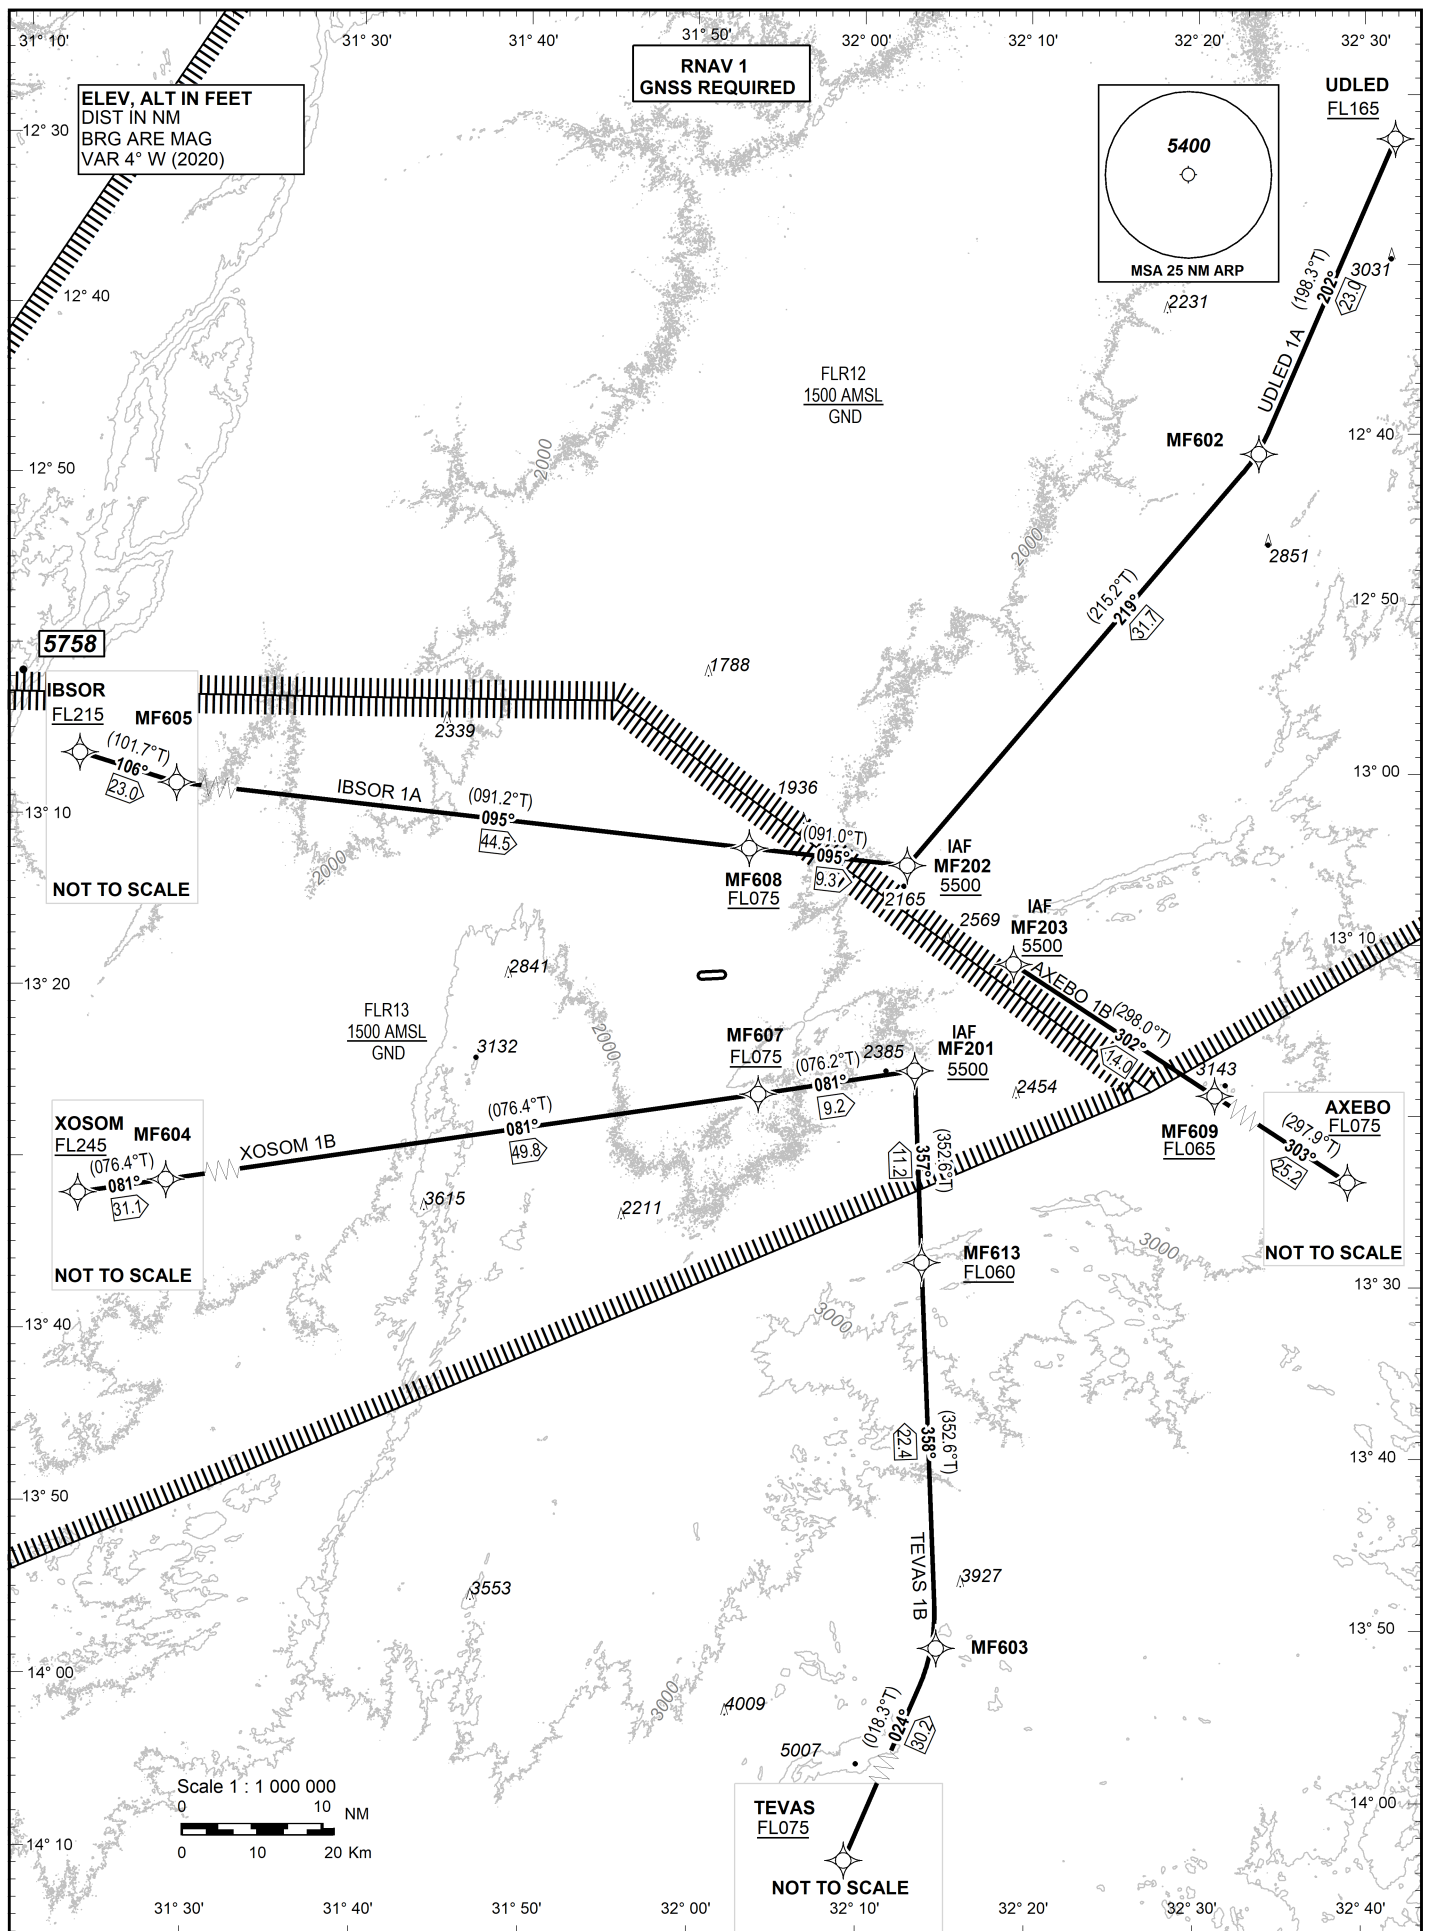 31° 10'
31° 30'
31° 40'
31° 50'
32° 00'
32° 10'
32° 20'
32° 30'
RNAV 1
GNSS REQUIRED
ELEV, ALT IN FEET
DIST IN NM
BRG ARE MAG
VAR 4° W (2020)
12° 30
5400
MSA 25 NM ARP
UDLED
FL165
12° 40
3031
(198.3°T)
202°
23.0
2231
UDLED 1A
FLR12
1500 AMSL
GND
MF602
12° 40
2000
12° 50
2000
2851
(215.2°T)
219°
31.7
12° 50
5758
1788
IBSOR
FL215
MF605
(101.7°T)
106°
23.0
NOT TO SCALE
2339
13° 00
1936
IBSOR 1A
(091.2°T)
095°
44.5
13° 10
(091.0°T)
095°
9.3
IAF
MF202
5500
MF608
FL075
2000
2165
2569
IAF
MF203
5500
13° 10
AXEBO 1B
(298.0°T)
302°
14.0
2841
13° 20
FLR13
1500 AMSL
GND
2000
3132
MF607
FL075
(076.2°T)
081°
9.2
2385
IAF
MF201
5500
2454
3143
MF609
FL065
AXEBO
FL075
(297.9°T)
303°
25.2
NOT TO SCALE
XOSOM
FL245
MF604
(076.4°T)
081°
31.1
NOT TO SCALE
XOSOM 1B
(076.4°T)
081°
49.8
(352.6°T)
357°
11.2
3615
2211
MF613
FL060
3000
13° 30
3000
13° 40
(352.6°T)
358°
22.4
13° 40
13° 50
TEVAS 1B
3927
3553
13° 50
MF603
14° 00
3000
4009
(018.3°T)
024°
30.2
5007
Scale 1 : 1 000 000
0
10
NM
0
10
20 Km
TEVAS
FL075
NOT TO SCALE
14° 00
14° 10
31° 30'
31° 40'
31° 50'
32° 00'
32° 10'
32° 20'
32° 30'
32° 40'